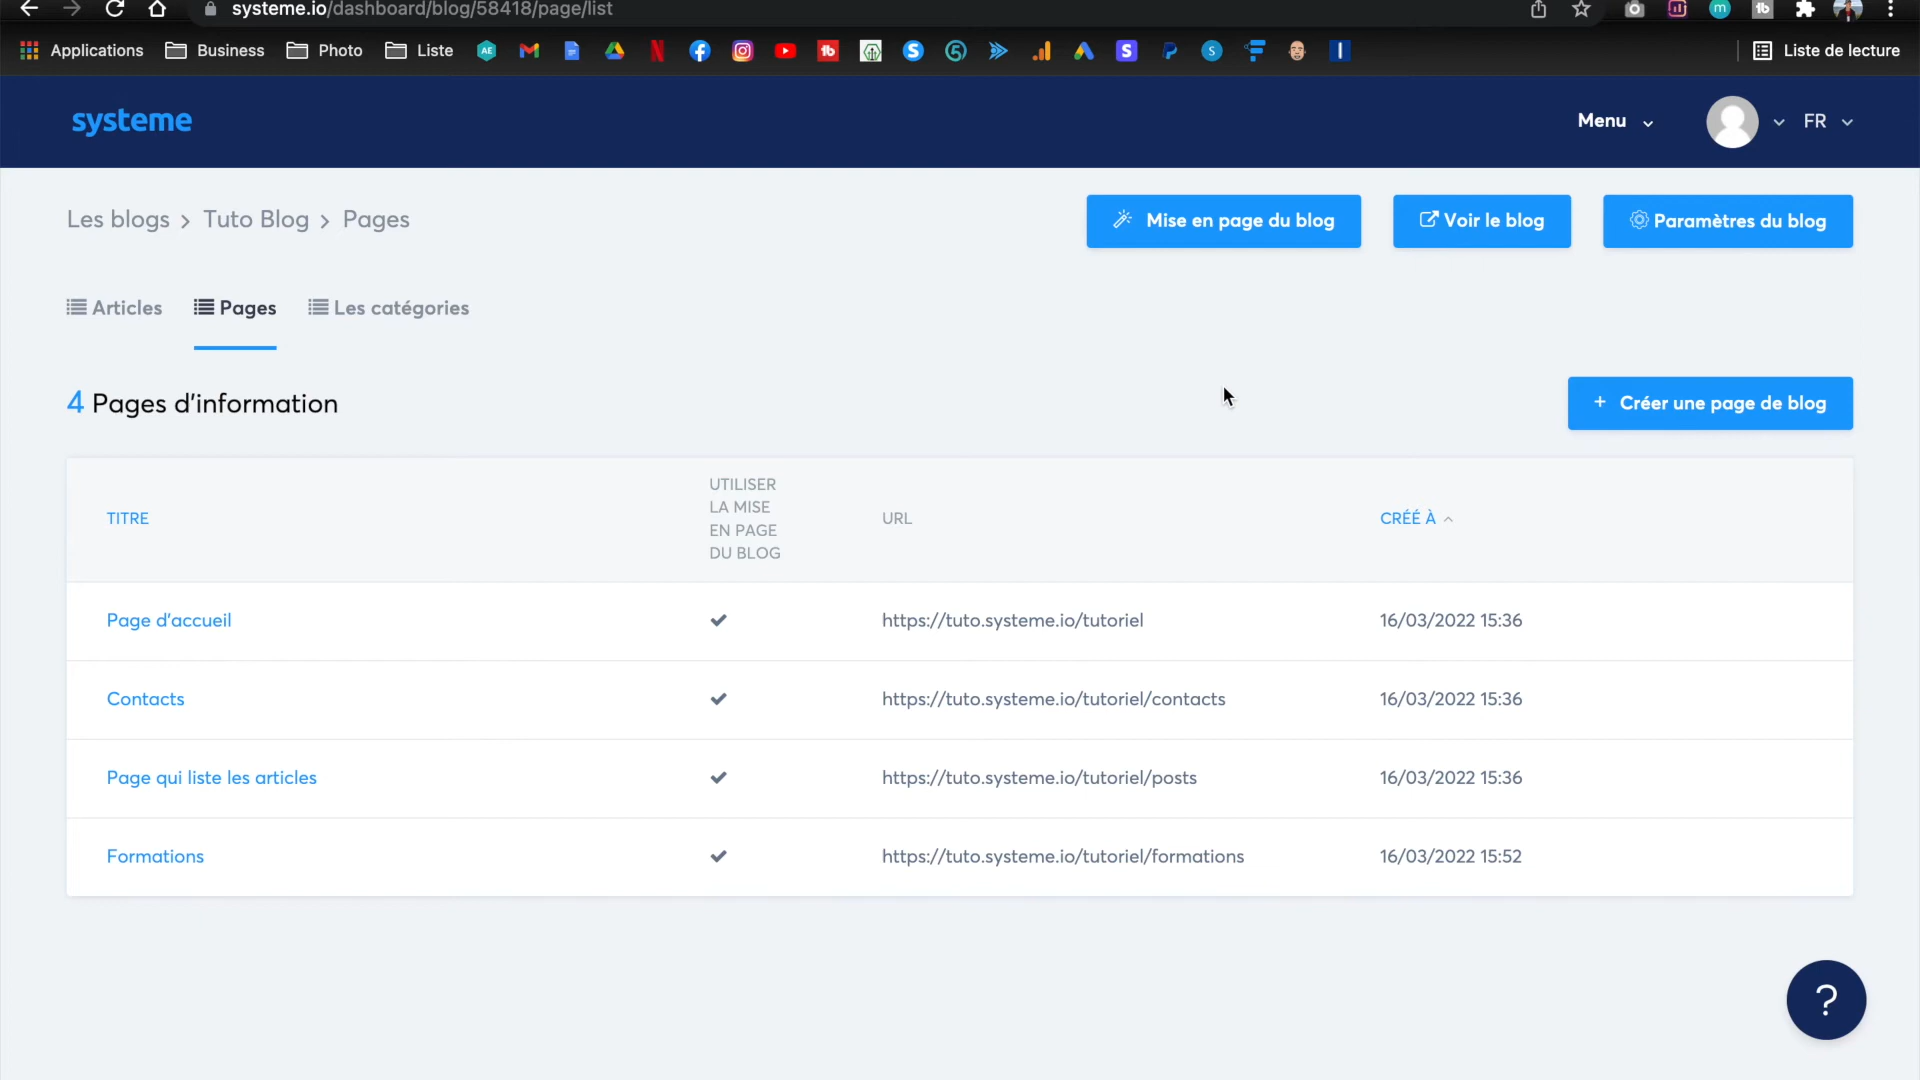 systeme.io/dashboard/blog/58418/page/list
Applications Business Photo Liste Liste de lecture
systeme Menu FR
Les blogs > Tuto Blog > Pages Mise en page du blog Voir le blog Paramètres du blog
Articles Pages Les catégories
4 Pages d'information + Créer une page de blog
UTILISER
LA MISE
TITRE URL CRÉÉ À
EN PAGE
DU BLOG
Page d'accueil https://tuto.systeme.io/tutoriel 16/03/2022 15:36
Contacts https://tuto.systeme.io/tutoriel/contacts 16/03/2022 15:36
Page qui liste les articles https://tuto.systeme.io/tutoriel/posts 16/03/2022 15:36
Formations https://tuto.systeme.io/tutoriel/formations 16/03/2022 15:52
?